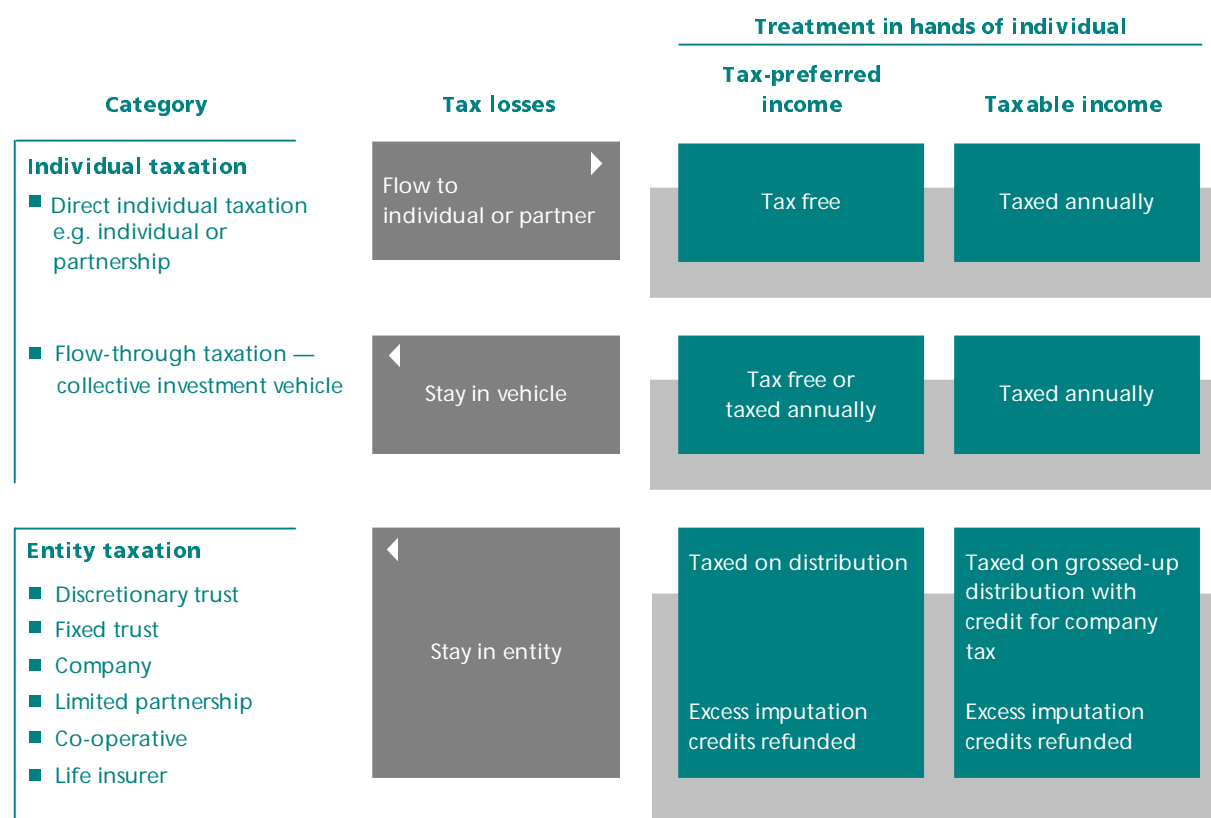 Treatment in hands of individual
Category
Tax losses
Tax-preferred
income
Taxable income
Individual taxation
Direct individual taxation
e.g. individual or
partnership
Flow to
individual or partner
Tax free
Taxed annually
Flow-through taxation —
collective investment vehicle
Stay in vehicle
Tax free or
taxed annually
Taxed annually
Entity taxation
Discretionary trust
Fixed trust
Company
Limited partnership
Co-operative
Life insurer
Stay in entity
Taxed on distribution
Excess imputation
credits refunded
Taxed on grossed-up
distribution with
credit for company
tax
Excess imputation
credits refunded